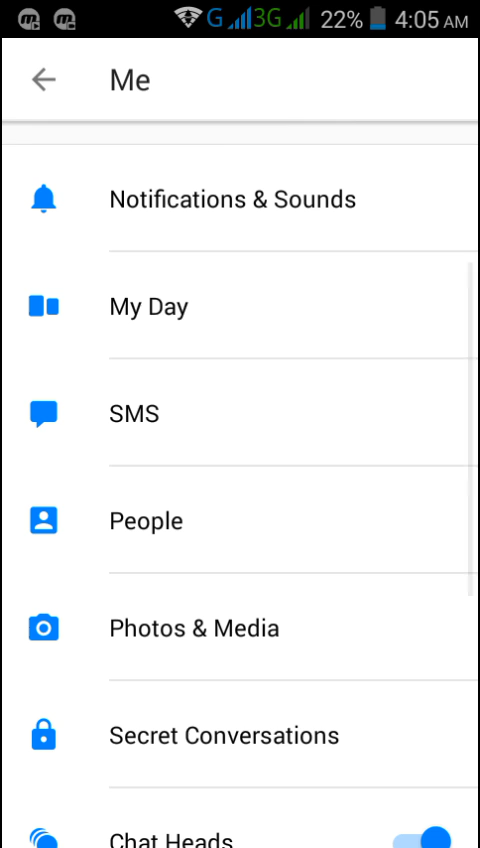 G 3G 22% 4:05 AM
Me
Notifications & Sounds
My Day
SMS
People
Photos & Media
Secret Conversations
Chat Heads